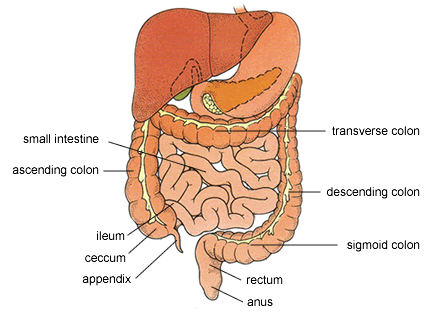 small intestine
ascending colon
ileum
ceccum
appendix
transverse colon
descending colon
sigmoid colon
rectum
anus